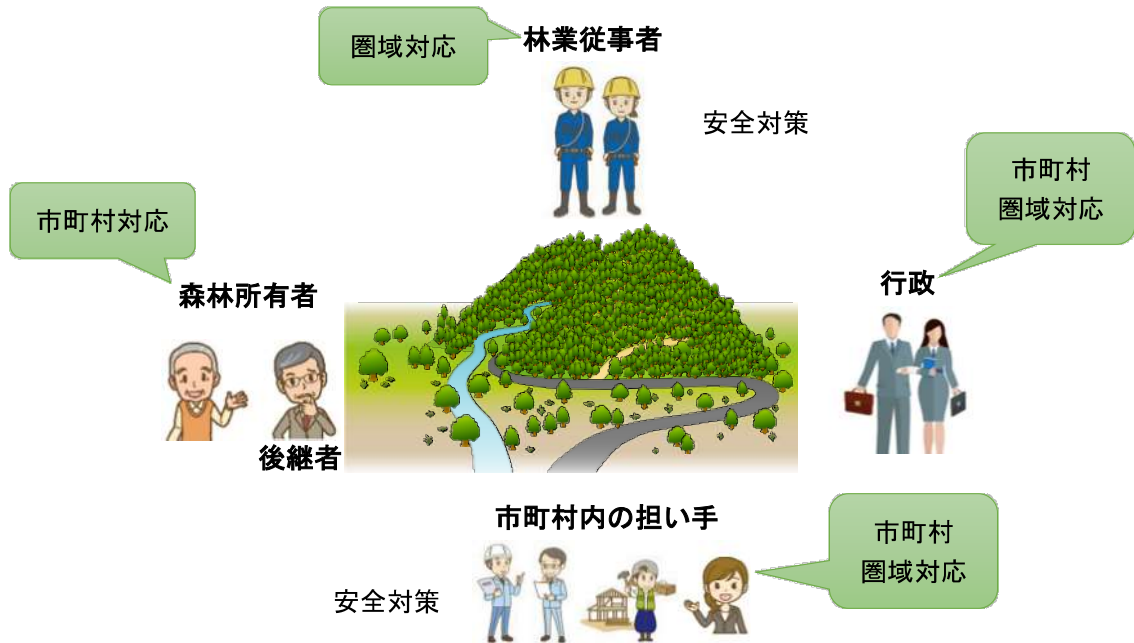 圏域対応
林業従事者
安全対策
市町村
圏域対応
市町村対応
森林所有者
行政
後継者
市町村内の担い手
市町村
圏域対応
安全対策